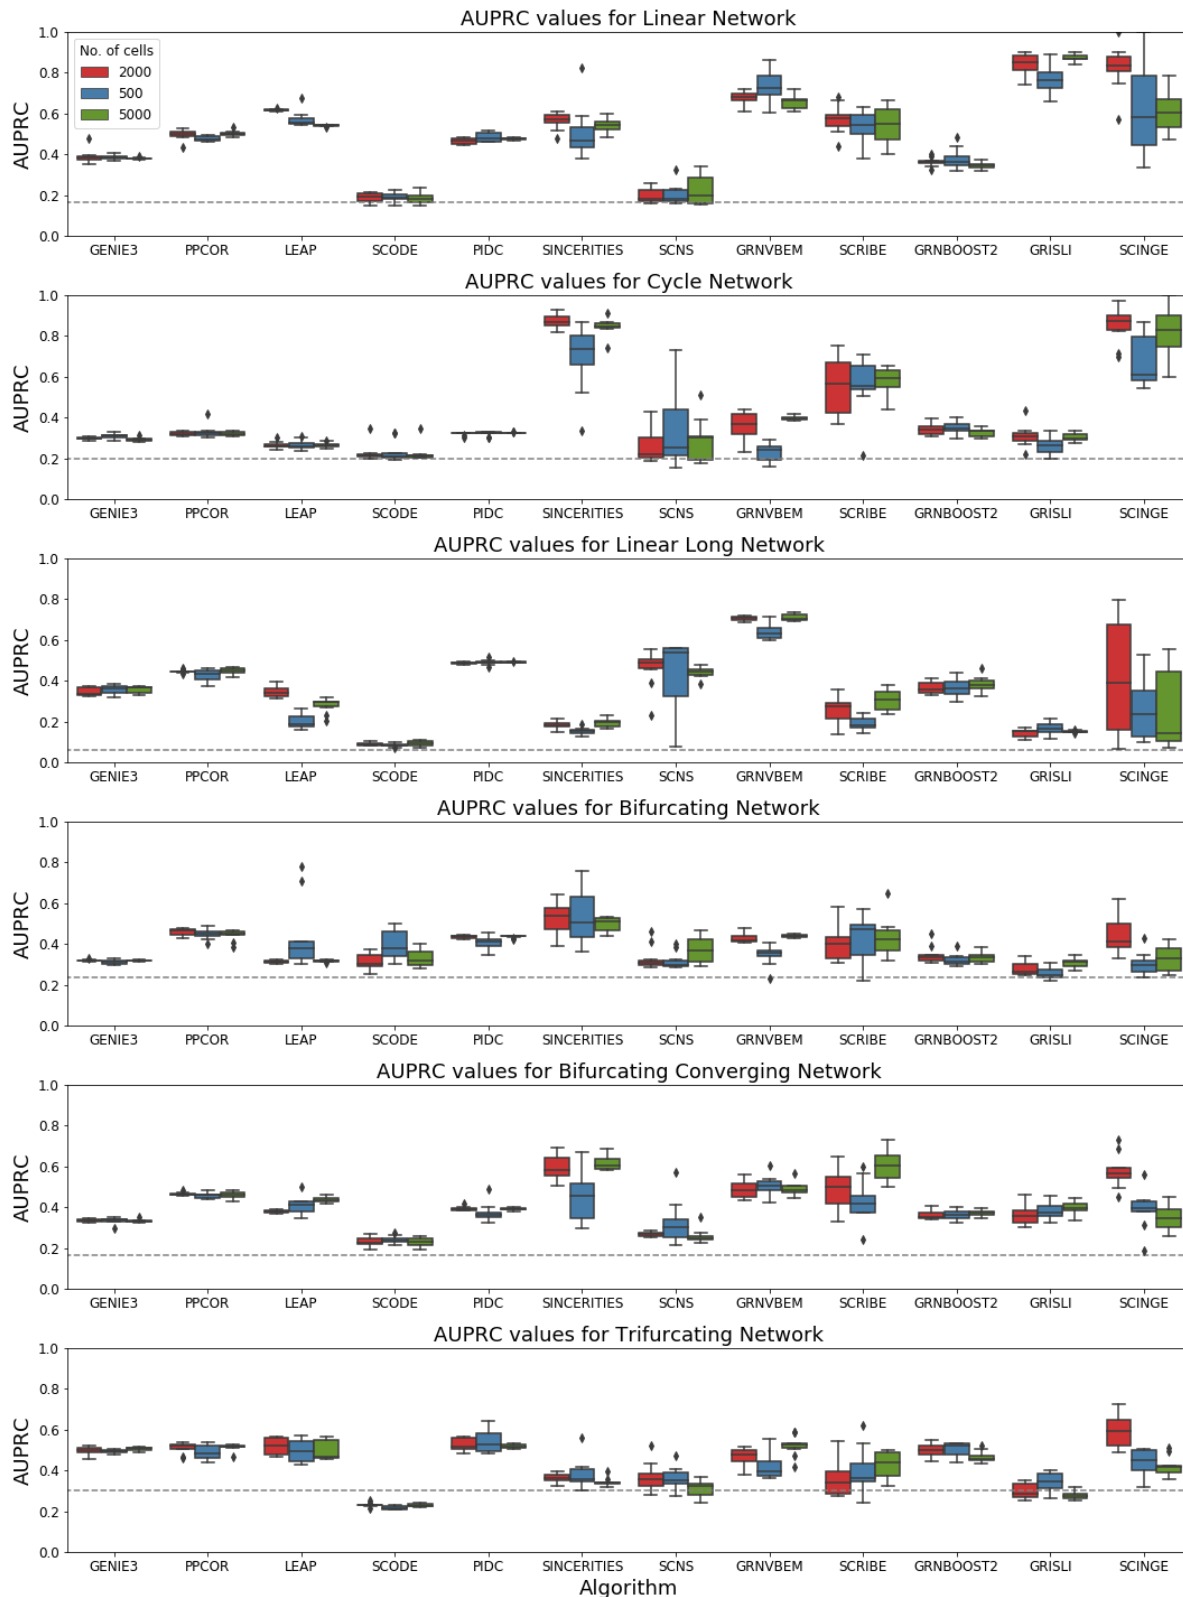 AUPRC values for Linear Network
AUPRC
1.0
0.8
0.6
0.4
0.2
0.0
No. of cells
2000
500
5000
GENIE3 PPCOR LEAP SCODE PIDC SINCERITIES SCNS GRNVBEM SCRIBE GRNBOOST2 GRISLI SCINGE
AUPRC values for Cycle Network
AUPRC
1.0
0.8
0.6
0.4
0.2
0.0
GENIE3 PPCOR LEAP SCODE PIDC SINCERITIES SCNS GRNVBEM SCRIBE GRNBOOST2 GRISLI SCINGE
AUPRC values for Linear Long Network
AUPRC
1.0
0.8
0.6
0.4
0.2
0.0
GENIE3 PPCOR LEAP SCODE PIDC SINCERITIES SCNS GRNVBEM SCRIBE GRNBOOST2 GRISLI SCINGE
AUPRC values for Bifurcating Network
AUPRC
1.0
0.8
0.6
0.4
0.2
0.0
GENIE3 PPCOR LEAP SCODE PIDC SINCERITIES SCNS GRNVBEM SCRIBE GRNBOOST2 GRISLI SCINGE
AUPRC values for Bifurcating Converging Network
AUPRC
1.0
0.8
0.6
0.4
0.2
0.0
GENIE3 PPCOR LEAP SCODE PIDC SINCERITIES SCNS GRNVBEM SCRIBE GRNBOOST2 GRISLI SCINGE
AUPRC values for Trifurcating Network
AUPRC
1.0
0.8
0.6
0.4
0.2
0.0
GENIE3 PPCOR LEAP SCODE PIDC SINCERITIES SCNS GRNVBEM SCRIBE GRNBOOST2 GRISLI SCINGE
Algorithm